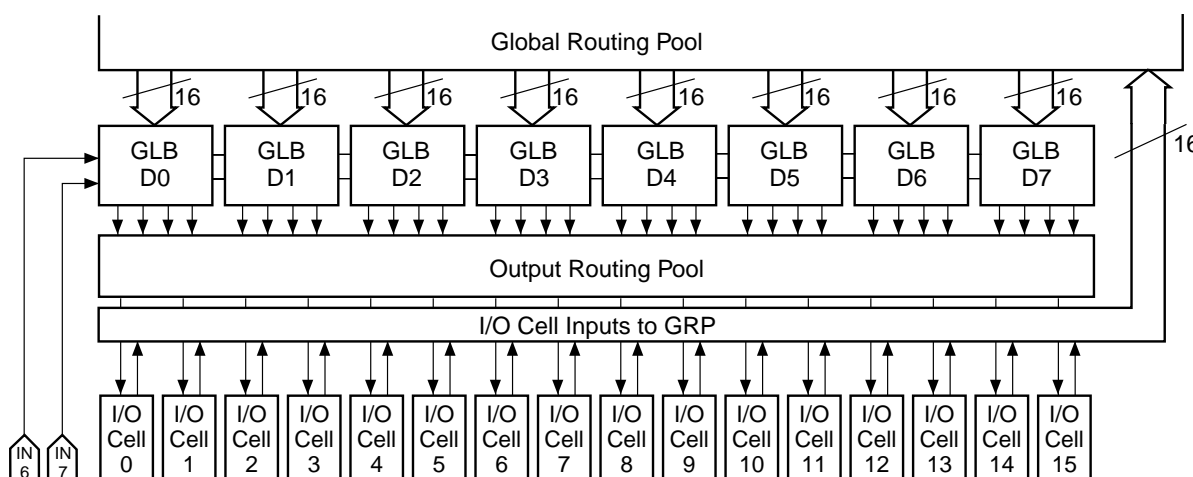 Global Routing Pool
16 16 16 16 16 16 16 16
16
GLB D0
GLB D1
GLB D2
GLB D3
GLB D4
GLB D5
GLB D6
GLB D7
Output Routing Pool
I/O Cell Inputs to GRP
IN 6
IN 7
I/O Cell 0
I/O Cell 1
I/O Cell 2
I/O Cell 3
I/O Cell 4
I/O Cell 5
I/O Cell 6
I/O Cell 7
I/O Cell 8
I/O Cell 9
I/O Cell 10
I/O Cell 11
I/O Cell 12
I/O Cell 13
I/O Cell 14
I/O Cell 15